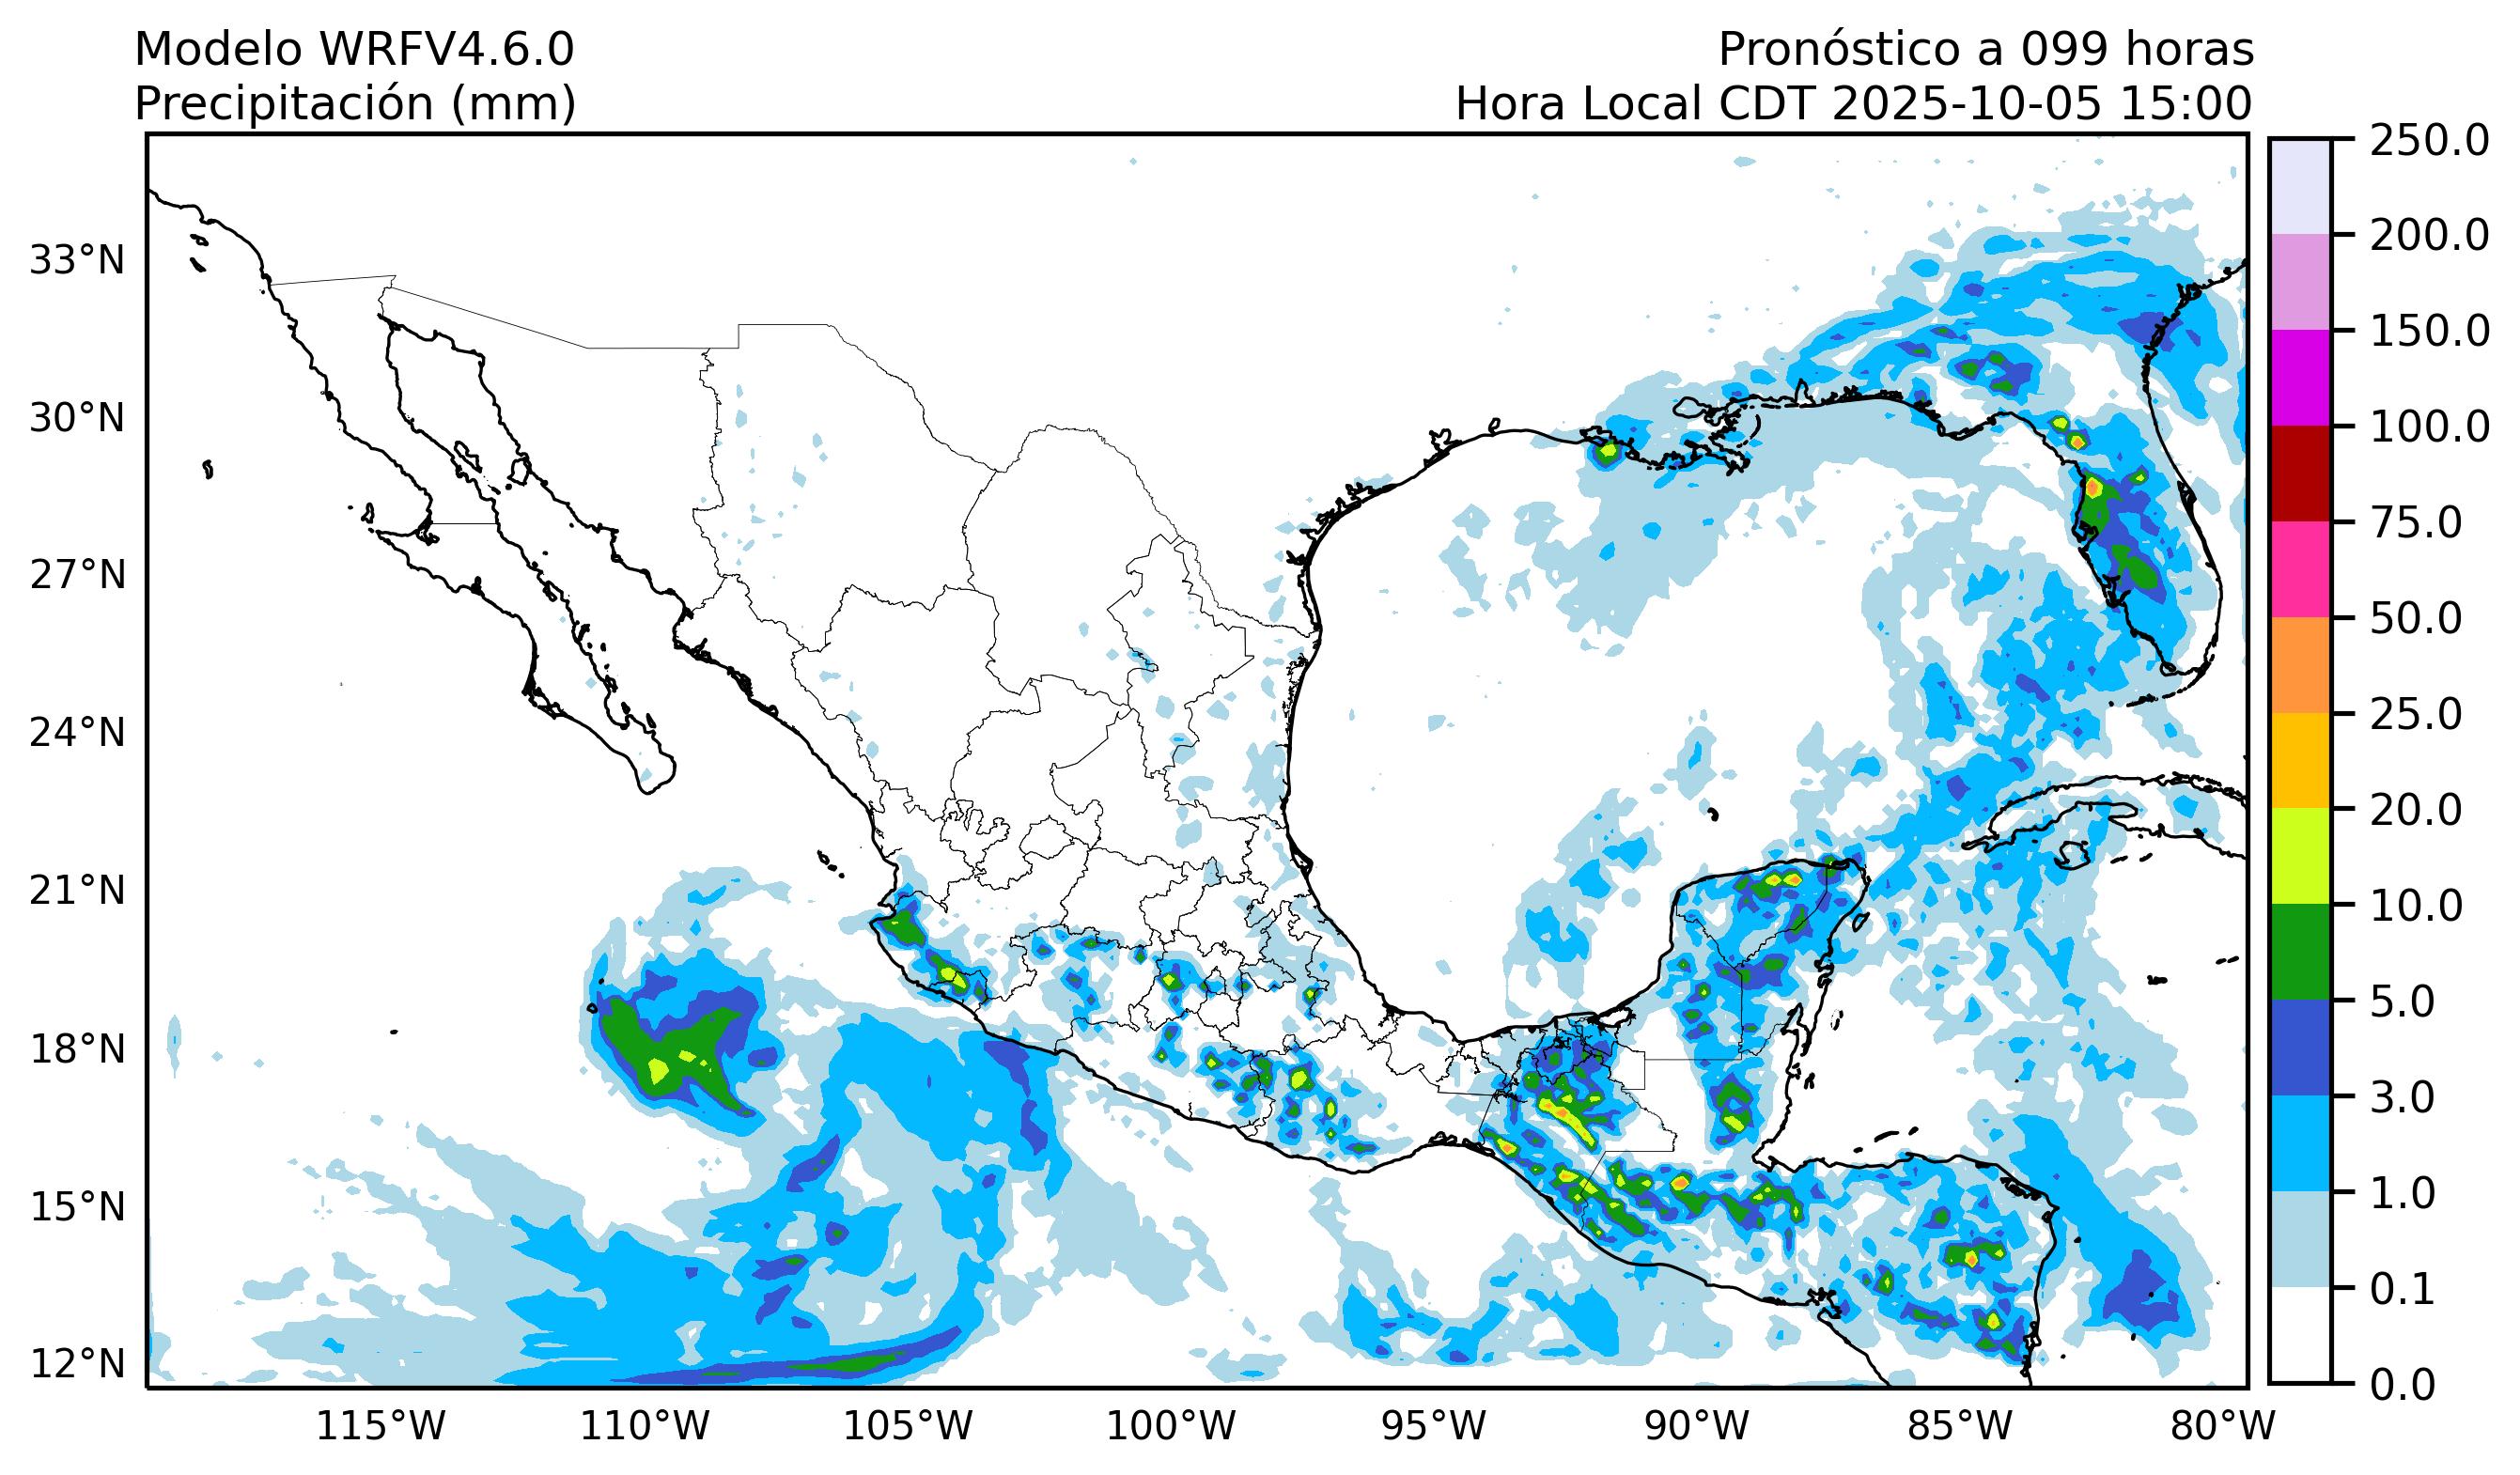 Modelo WRFV4.6.0
Precipitación (mm)
Pronóstico a 099 horas
Hora Local CDT 2025-10-05 15:00
33°N
30°N
27°N
24°N
21°N
18°N
15°N
12°N
115°W
110°W
105°W
100°W
95°W
90°W
85°W
80°W
250.0
200.0
150.0
100.0
75.0
50.0
25.0
20.0
10.0
5.0
3.0
1.0
0.1
0.0